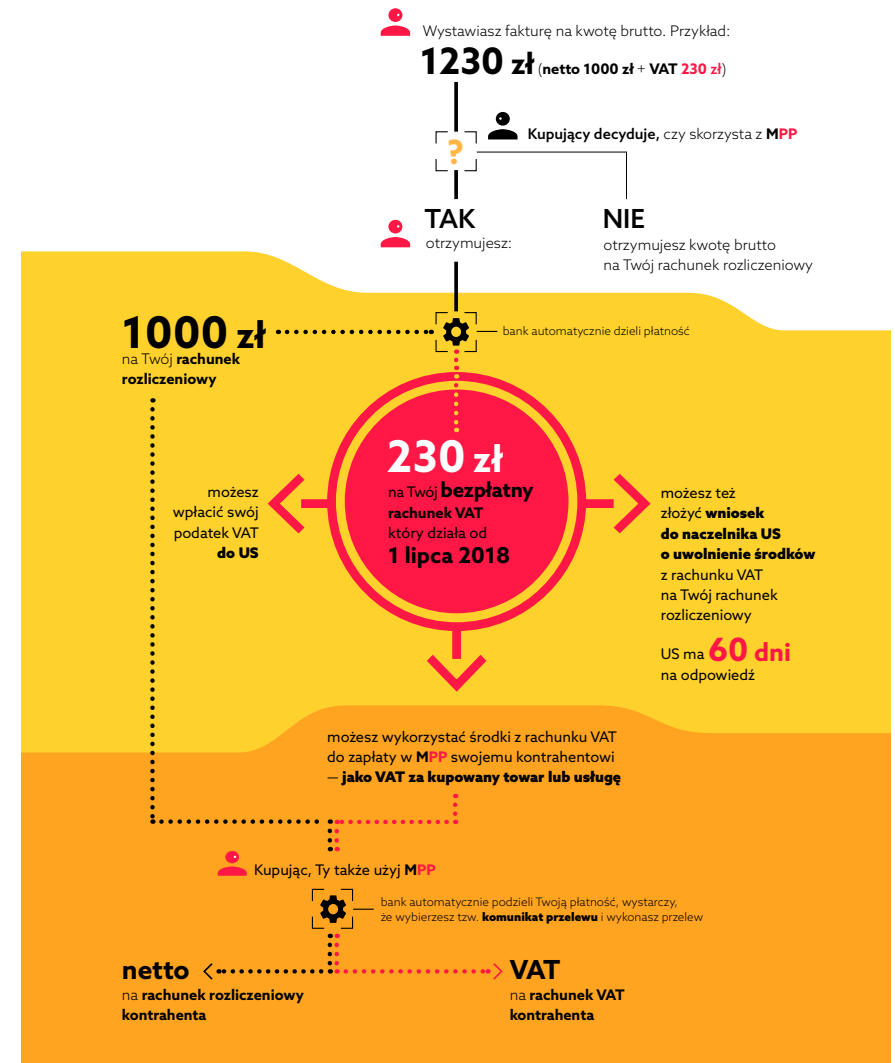 Wystawiasz fakturę na kwotę brutto. Przykład:
1230 zł (netto 1000 zł + VAT 230 zł)
?
Kupujący decyduje, czy skorzysta z MPP
TAK
otrzymujesz:
NIE
otrzymujesz kwotę brutto
na Twój rachunek rozliczeniowy
1000 zł
na Twój rachunek
rozliczeniowy
bank automatycznie dzieli płatność
230 zł
na Twój bezpłatny
rachunek VAT
który działa od
1 lipca 2018
możesz
wpłacić swój
podatek VAT
do US
możesz też
złożyć wniosek
do naczelnika US
o uwolnienie środków
z rachunku VAT
na Twój rachunek
rozliczeniowy
US ma 60 dni
na odpowiedź
możesz wykorzystać środki z rachunku VAT
do zapłaty w MPP swojemu kontrahentowi
– jako VAT za kupowany towar lub usługę
Kupując, Ty także użyj MPP
bank automatycznie podzieli Twoją płatność, wystarczy,
że wybierzesz tzw. komunikat przelewu i wykonasz przelew
netto
na rachunek rozliczeniowy
kontrahenta
VAT
na rachunek VAT
kontrahenta